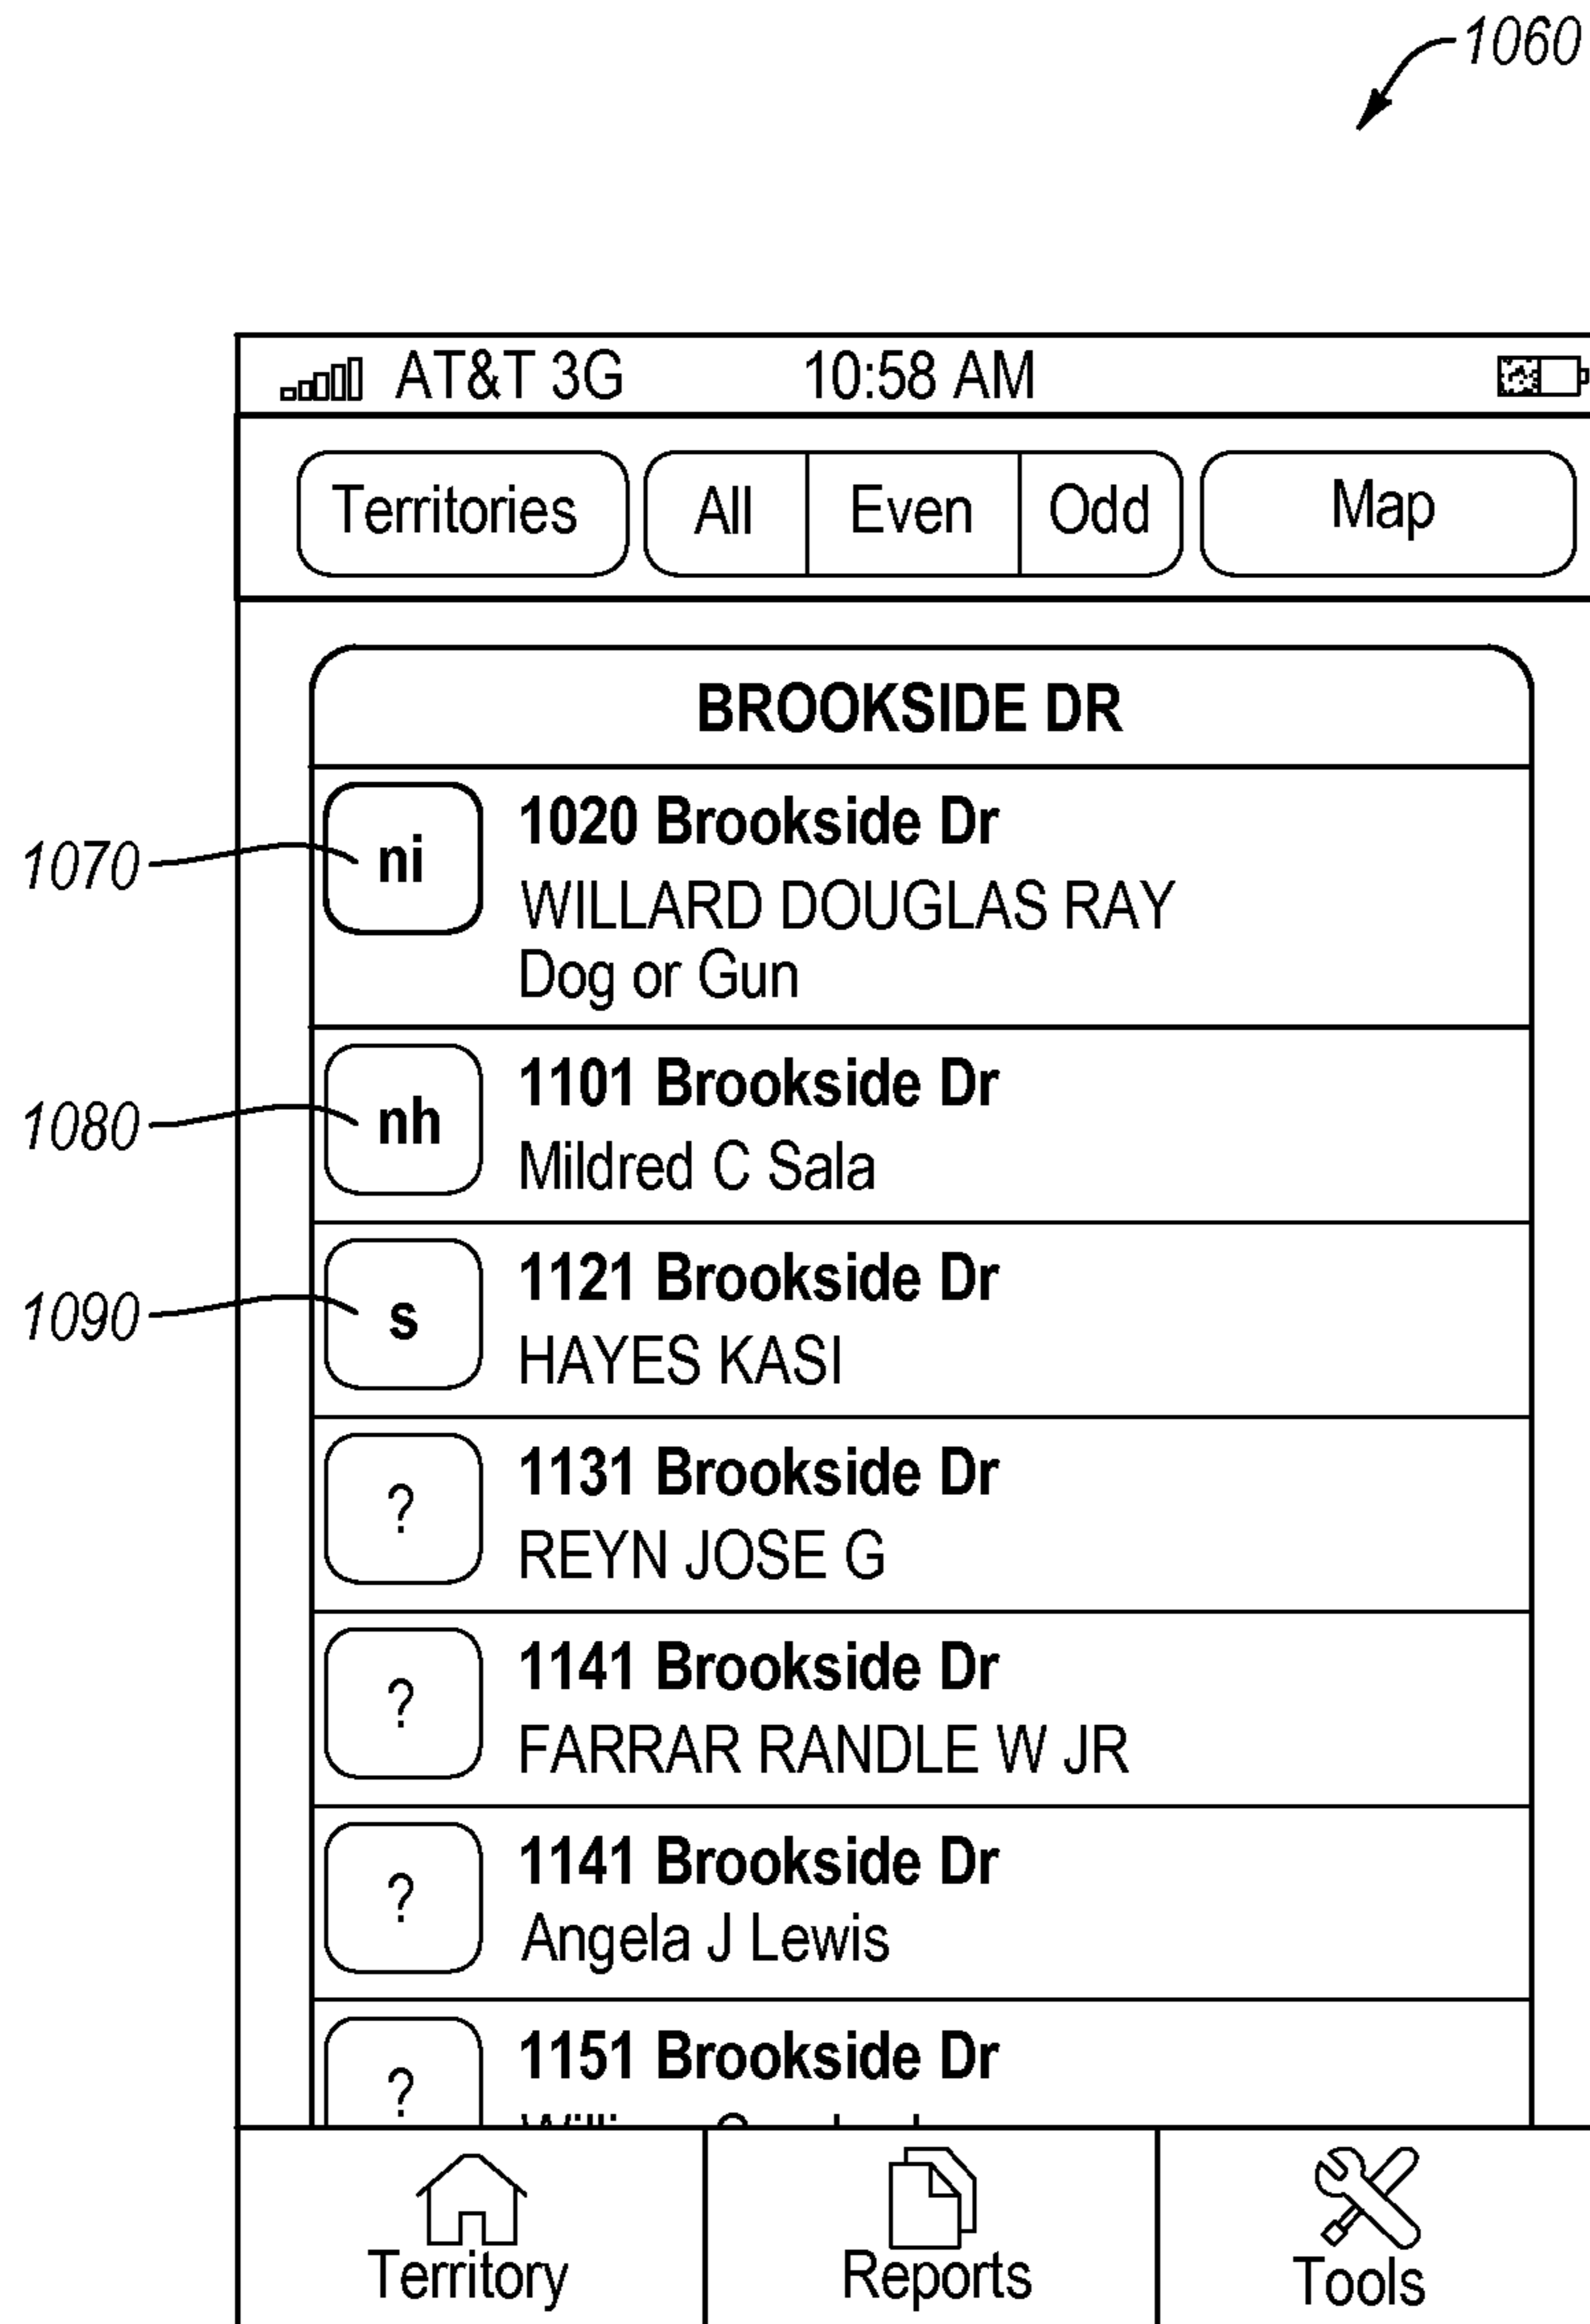 1060
AT&T 3G 10:58 AM
Territories All Even Odd Map
BROOKSIDE DR
1070 ni 1020 Brookside Dr
WILLARD DOUGLAS RAY
Dog or Gun
1080 nh 1101 Brookside Dr
Mildred C Sala
1090 s 1121 Brookside Dr
HAYES KASI
? 1131 Brookside Dr
REYN JOSE G
? 1141 Brookside Dr
FARRAR RANDLE W JR
? 1141 Brookside Dr
Angela J Lewis
? 1151 Brookside Dr
Territory Reports Tools